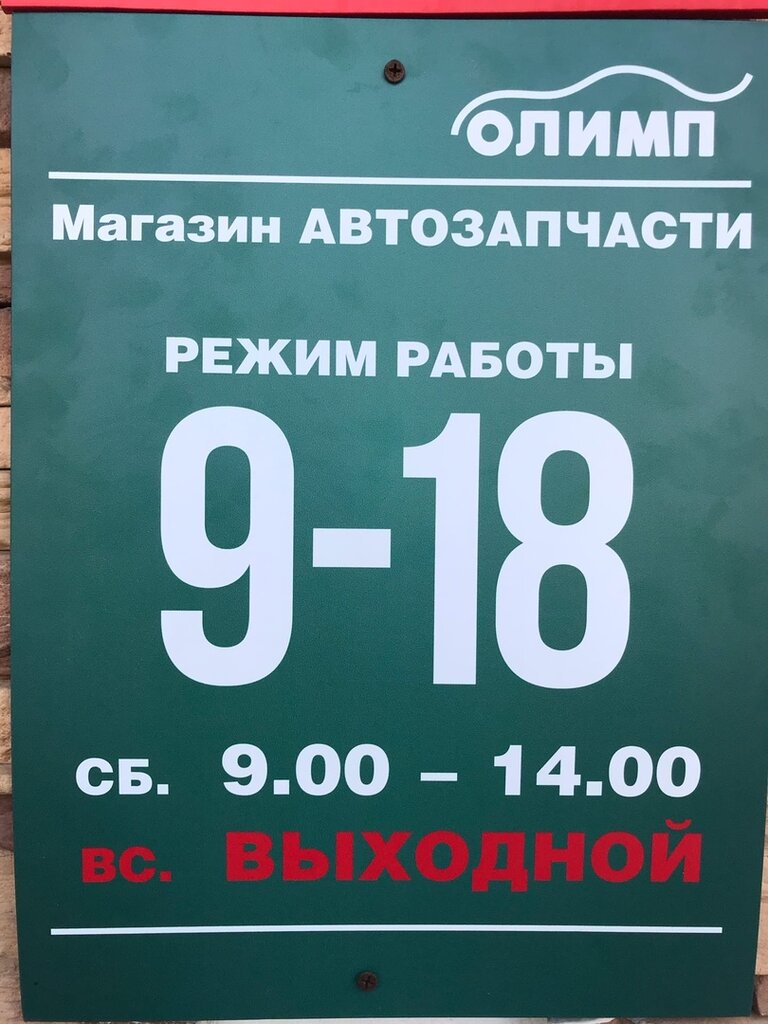 ОЛИМП
Магазин АВТОЗАПЧАСТИ
РЕЖИМ РАБОТЫ
9-18
СБ. 9.00 – 14.00
ВС. ВЫХОДНОЙ